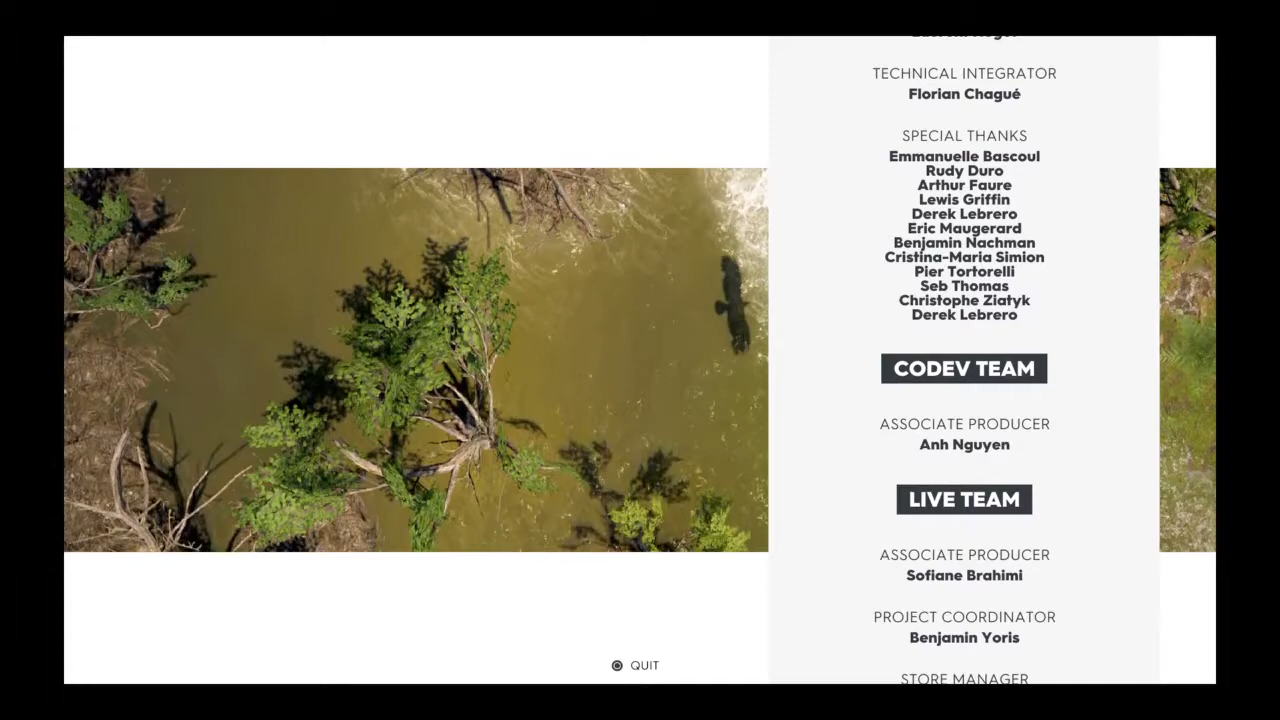 TECHNICAL INTEGRATOR
Florian Chagué
SPECIAL THANKS
Emmanuelle Bascoul
Rudy Duro
Arthur Faure
Lewis Griffin
Derek Lebrero
Eric Maugerard
Benjamin Nachman
Cristina-Maria Simion
Pier Tortorelli
Seb Thomas
Christophe Ziatyk
Derek Lebrero
CODEV TEAM
ASSOCIATE PRODUCER
Anh Nguyen
LIVE TEAM
ASSOCIATE PRODUCER
Sofiane Brahimi
PROJECT COORDINATOR
Benjamin Yoris
STORE MANAGER
QUIT